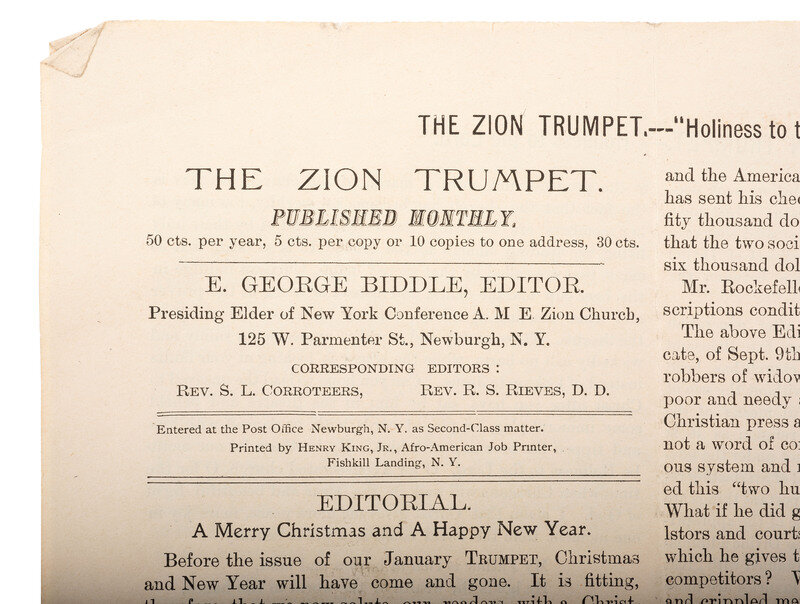 THE ZION TRUMPET.---"Holiness to t
THE ZION TRUMPET.
PUBLISHED MONTHLY,
50 cts. per year, 5 cts. per copy or 10 copies to one address, 30 cts.
E. GEORGE BIDDLE, EDITOR.
Presiding Elder of New York Conference A. M E. Zion Church,
125 W. Parmenter St., Newburgh, N. Y.
CORRESPONDING EDITORS :
REV. S. L. CORROTEERS, REV. R. S. RIEVES, D. D.
Entered at the Post Office Newburgh, N. Y. as Second-Class matter.
Printed by HENRY KING, JR., Afro-American Job Printer,
Fishkill Landing, N. Y.
EDITORIAL.
A Merry Christmas and A Happy New Year.
Before the issue of our January TRUMPET, Christmas
and New Year will have come and gone. It is fitting,
and the America
has sent his che
fity thousand do
that the two soci
six thousand dol
Mr. Rockefell
scriptions condit
The above Edi
cate, of Sept. 9th
robbers of widow
poor and needy
Christian press a
not a word of co
ous system and
ed this "two hu
What if he did g
lstors and court
which he gives t
competitors?
and crippled me